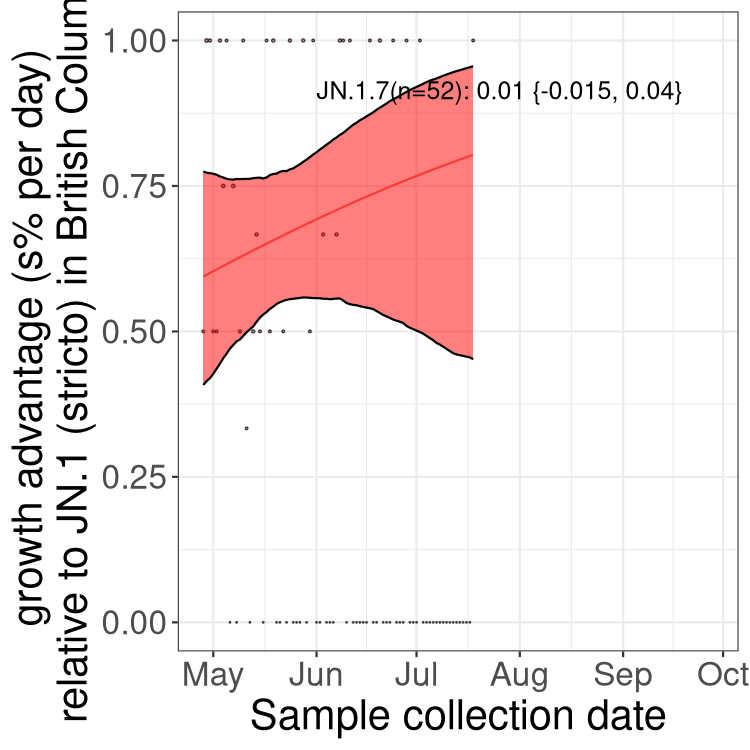 growth advantage (s% per day)
relative to JN.1 (stricto) in British Colum
1.00
0.75
0.50
0.25
0.00
JN.1.7(n=52): 0.01 {-0.015, 0.04}
May Jun Jul Aug Sep Oct
Sample collection date